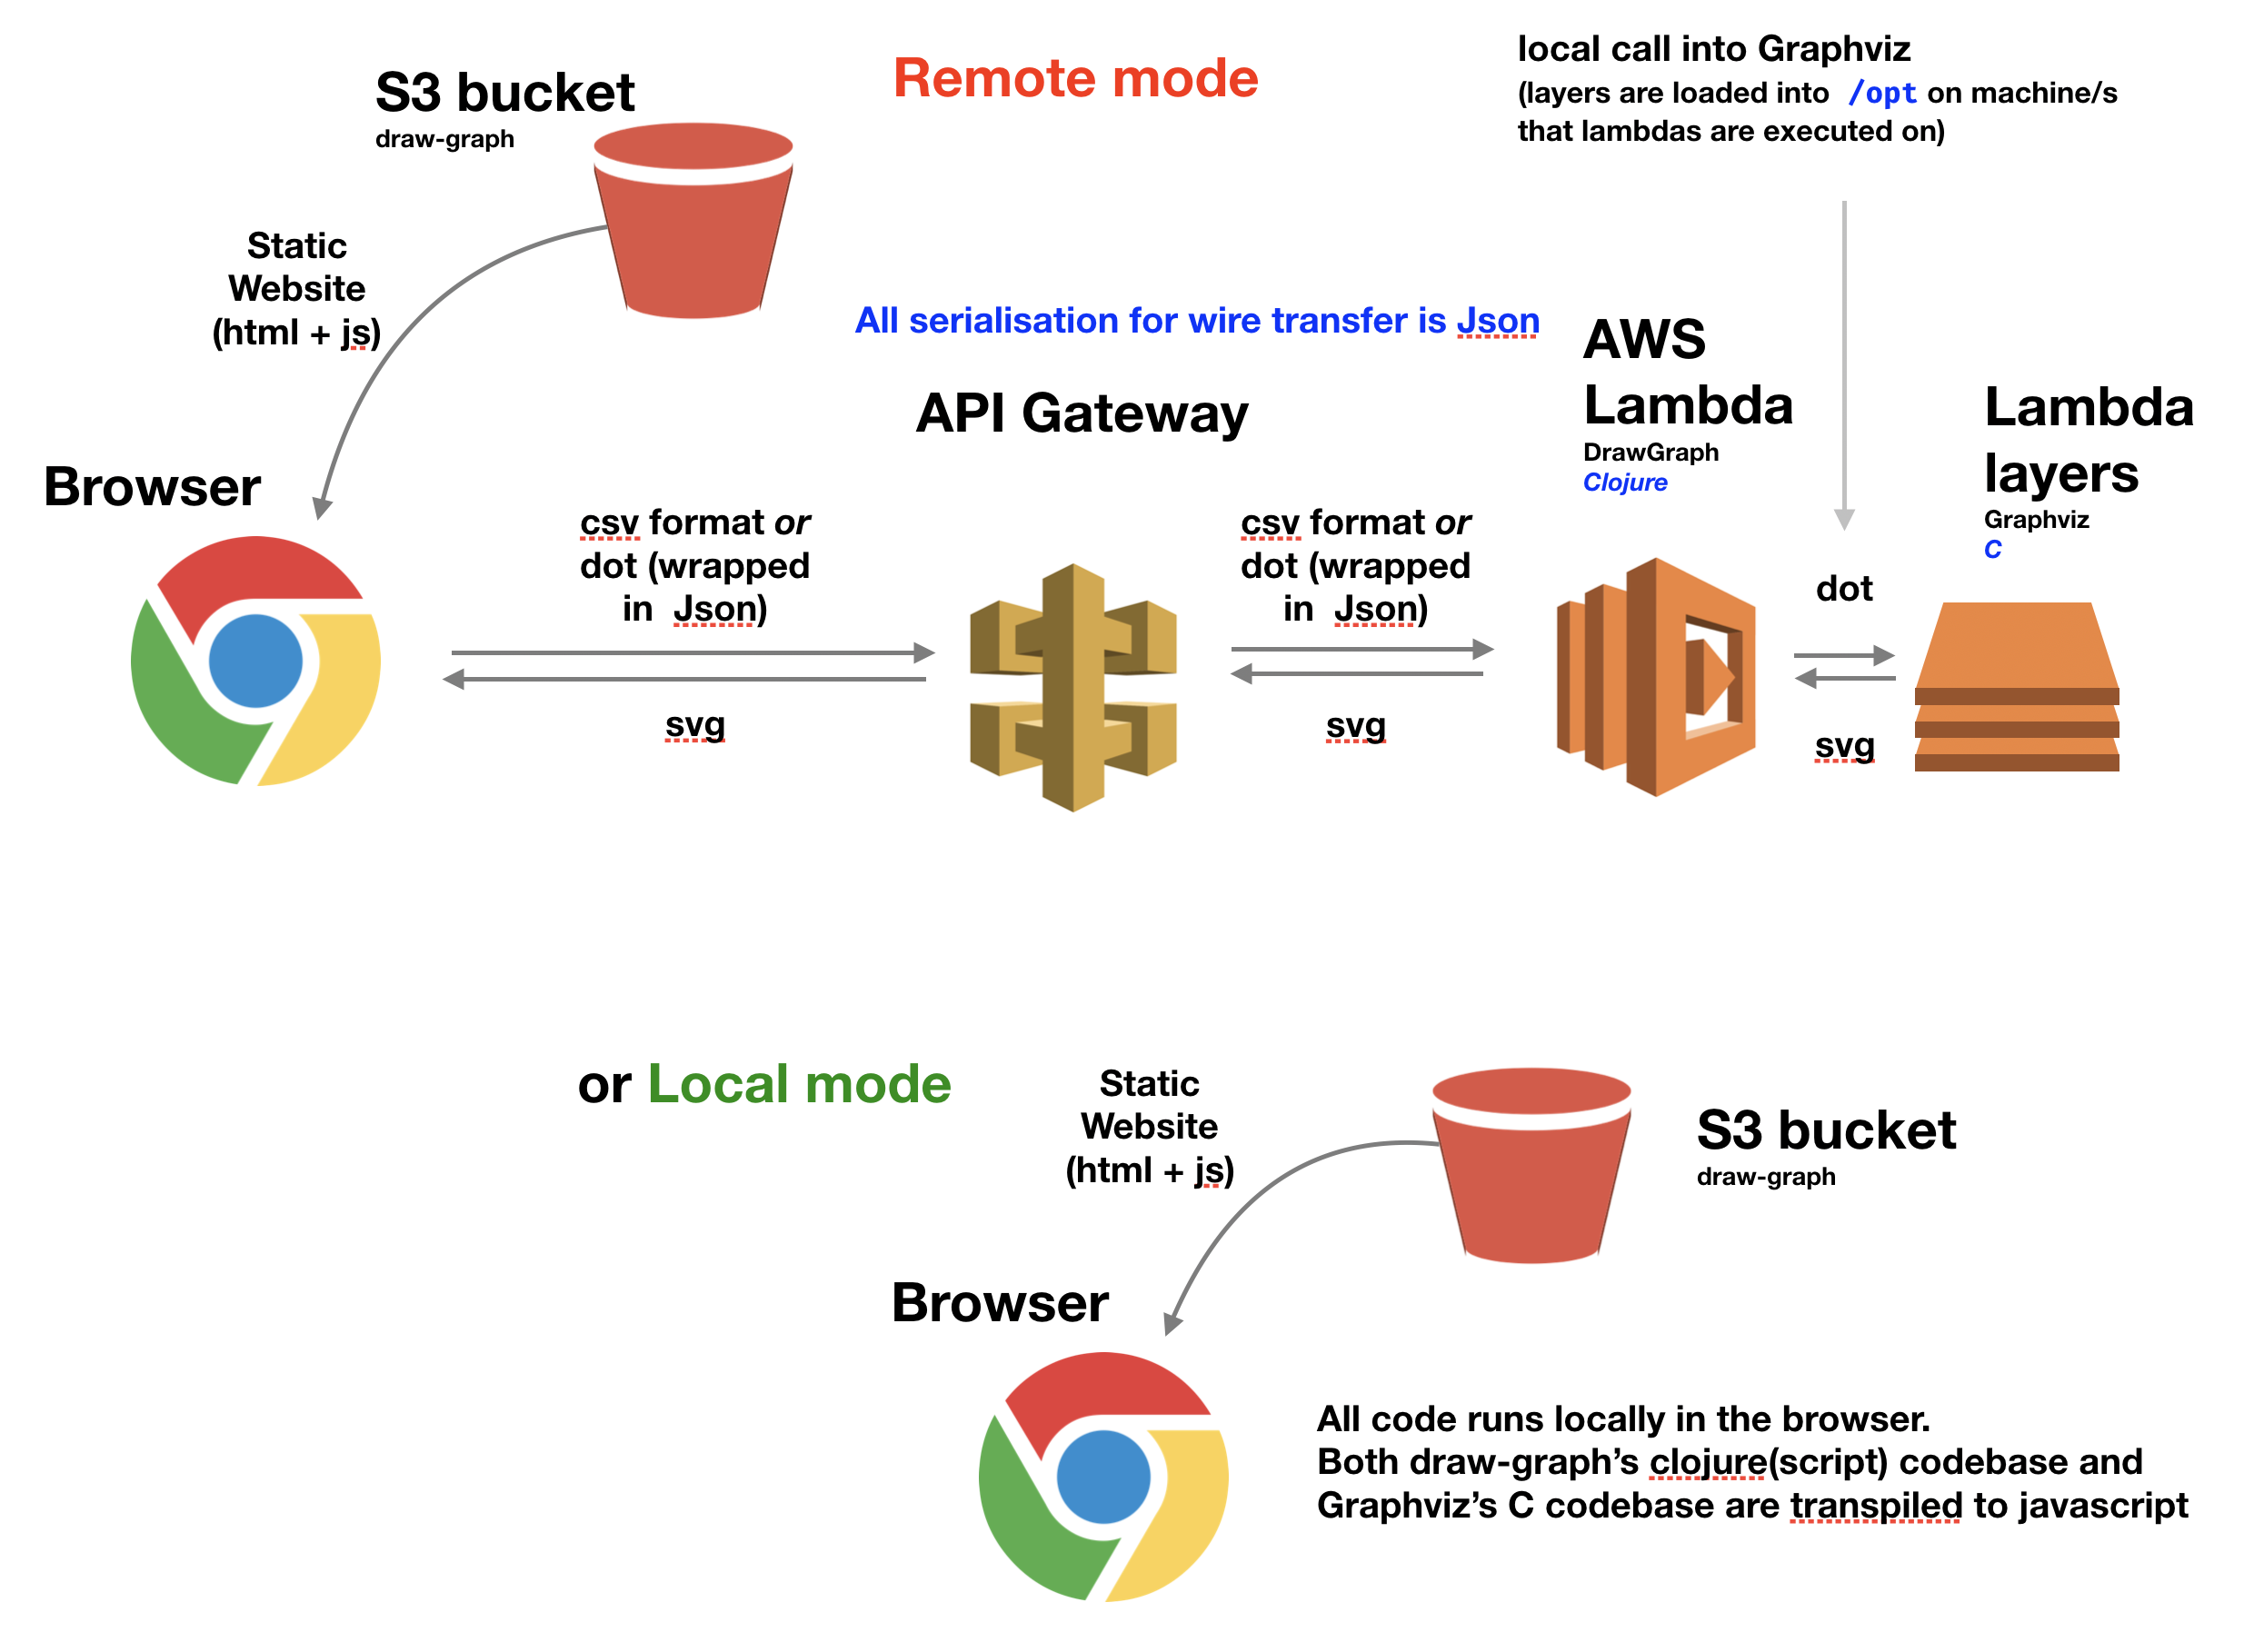 S3 bucket
draw-graph
Remote mode
local call into Graphviz
(layers are loaded into /opt on machine/s
that lambdas are executed on)
Static
Website
(html + js)
All serialisation for wire transfer is Json
Browser
API Gateway
AWS
Lambda
DrawGraph
Clojure
Lambda
layers
Graphviz
C
csv format or
dot (wrapped
in Json)
svg
csv format or
dot (wrapped
in Json)
svg
dot
svg
or Local mode
Static
Website
(html + js)
S3 bucket
draw-graph
Browser
All code runs locally in the browser.
Both draw-graph’s clojure(script) codebase and
Graphviz’s C codebase are transpiled to javascript